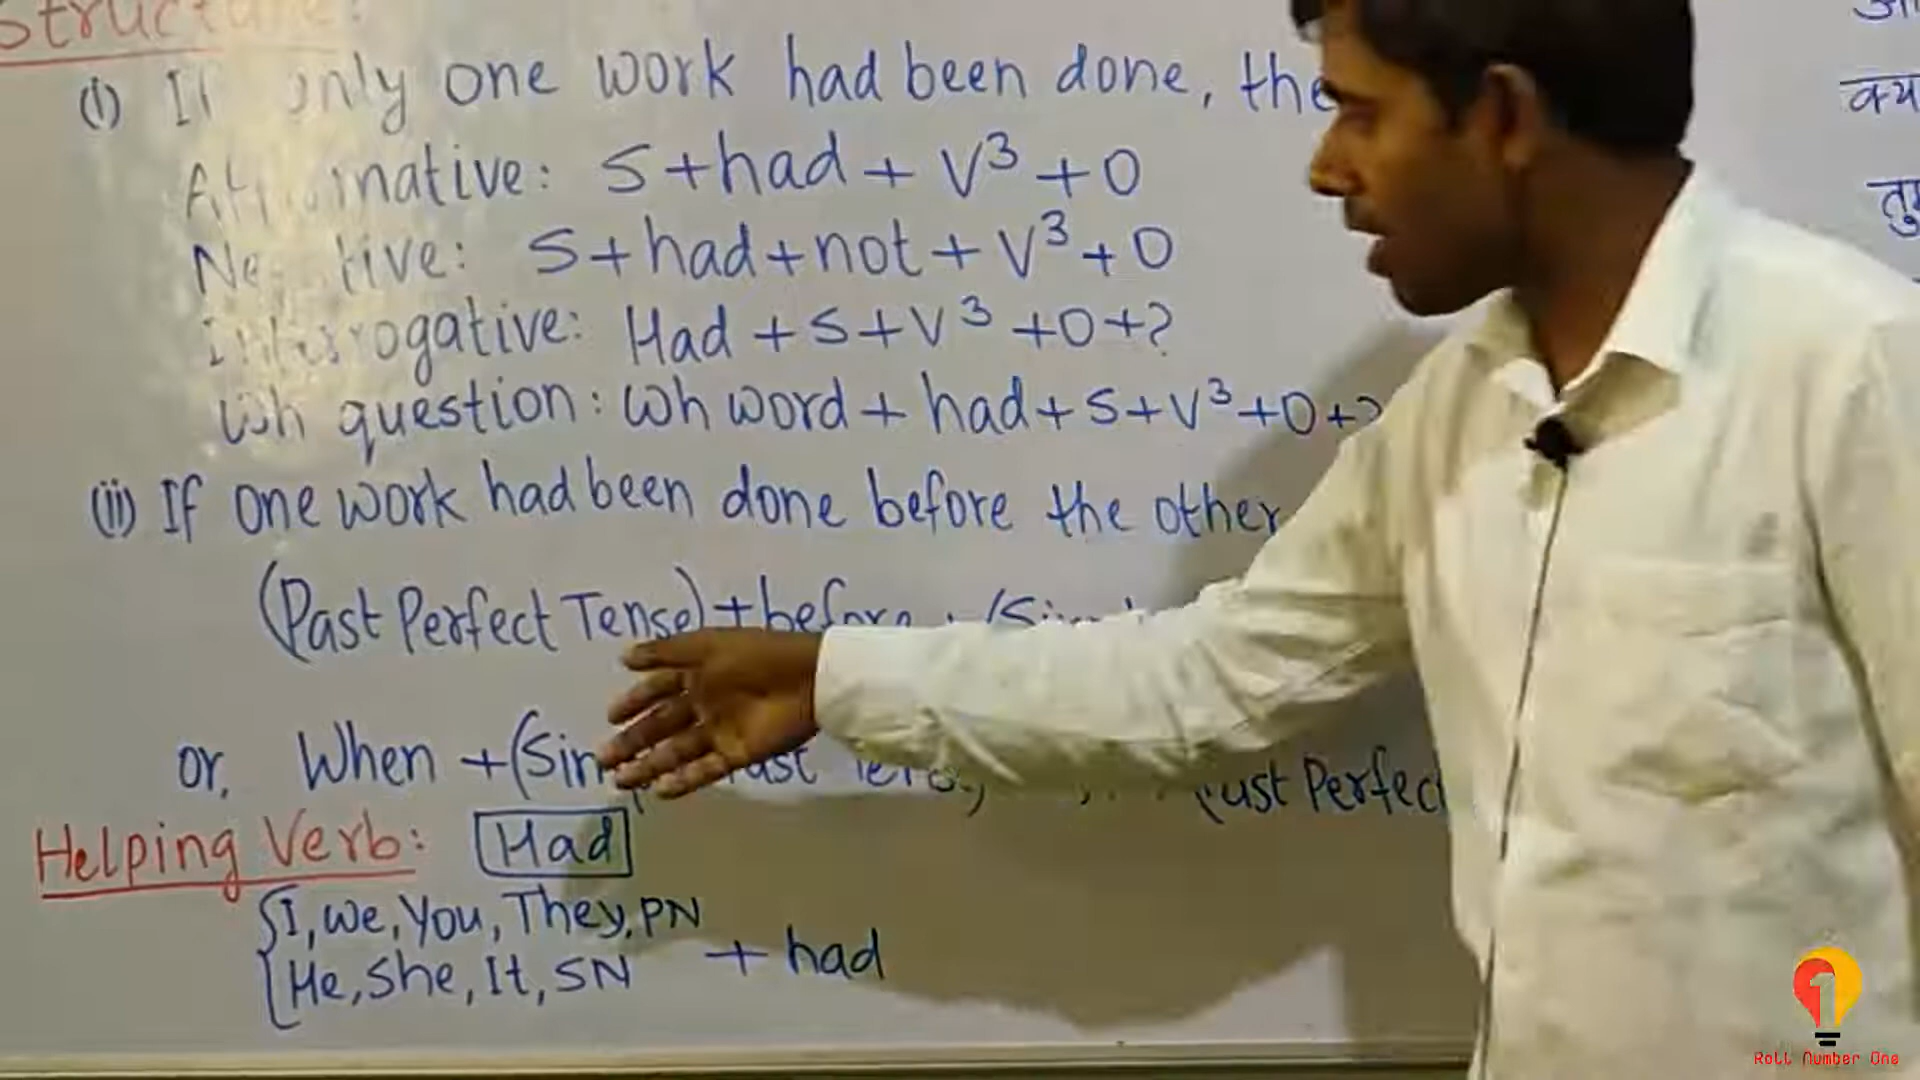 Structure:
(i) If only one work had been done, the
Affirmative: S+had+V³+O
Negative: S+had+not+V³+O
Interrogative: Had+S+V³+O+?
Wh question: Wh word+had+S+V³+O+?
(ii) If one work had been done before the other
(Past Perfect Tense)+before
or, When +(Sim Past Perfect
Helping Verb: Had
I, We, You, They, PN
He, She, It, SN + had
क्या
Roll Number One